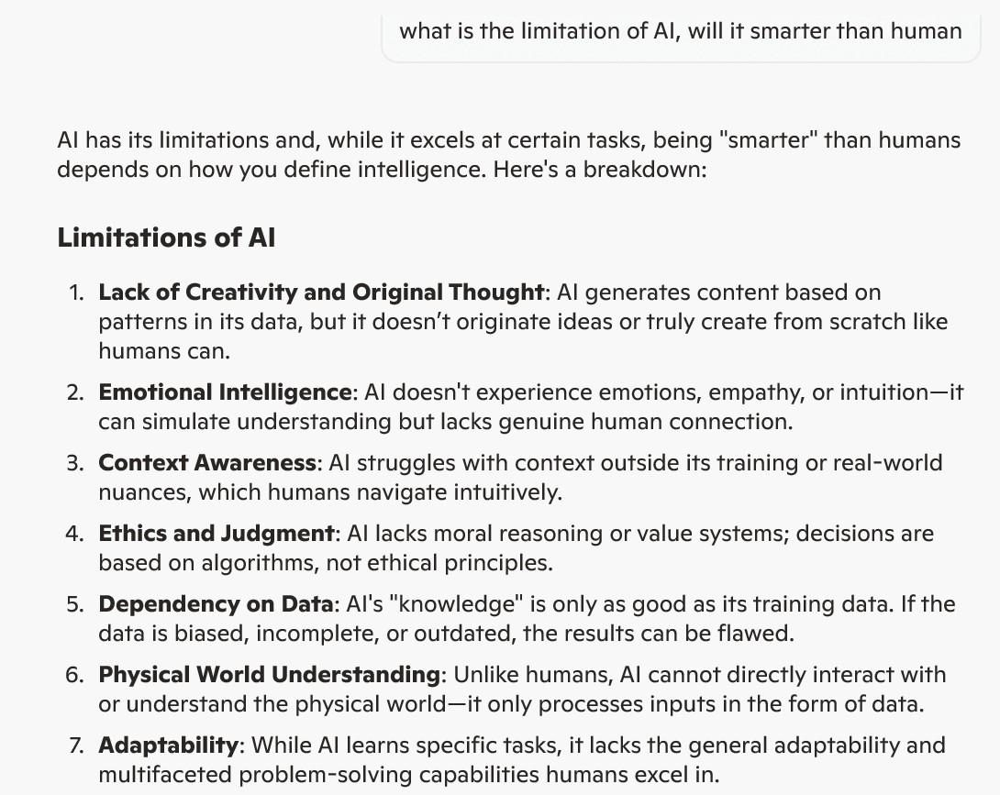 what is the limitation of AI, will it smarter than human
AI has its limitations and, while it excels at certain tasks, being "smarter" than humans
depends on how you define intelligence. Here's a breakdown:
Limitations of AI
1. Lack of Creativity and Original Thought: AI generates content based on
patterns in its data, but it doesn’t originate ideas or truly create from scratch like
humans can.
2. Emotional Intelligence: AI doesn't experience emotions, empathy, or intuition—it
can simulate understanding but lacks genuine human connection.
3. Context Awareness: AI struggles with context outside its training or real-world
nuances, which humans navigate intuitively.
4. Ethics and Judgment: AI lacks moral reasoning or value systems; decisions are
based on algorithms, not ethical principles.
5. Dependency on Data: AI's "knowledge" is only as good as its training data. If the
data is biased, incomplete, or outdated, the results can be flawed.
6. Physical World Understanding: Unlike humans, AI cannot directly interact with
or understand the physical world—it only processes inputs in the form of data.
7. Adaptability: While AI learns specific tasks, it lacks the general adaptability and
multifaceted problem-solving capabilities humans excel in.